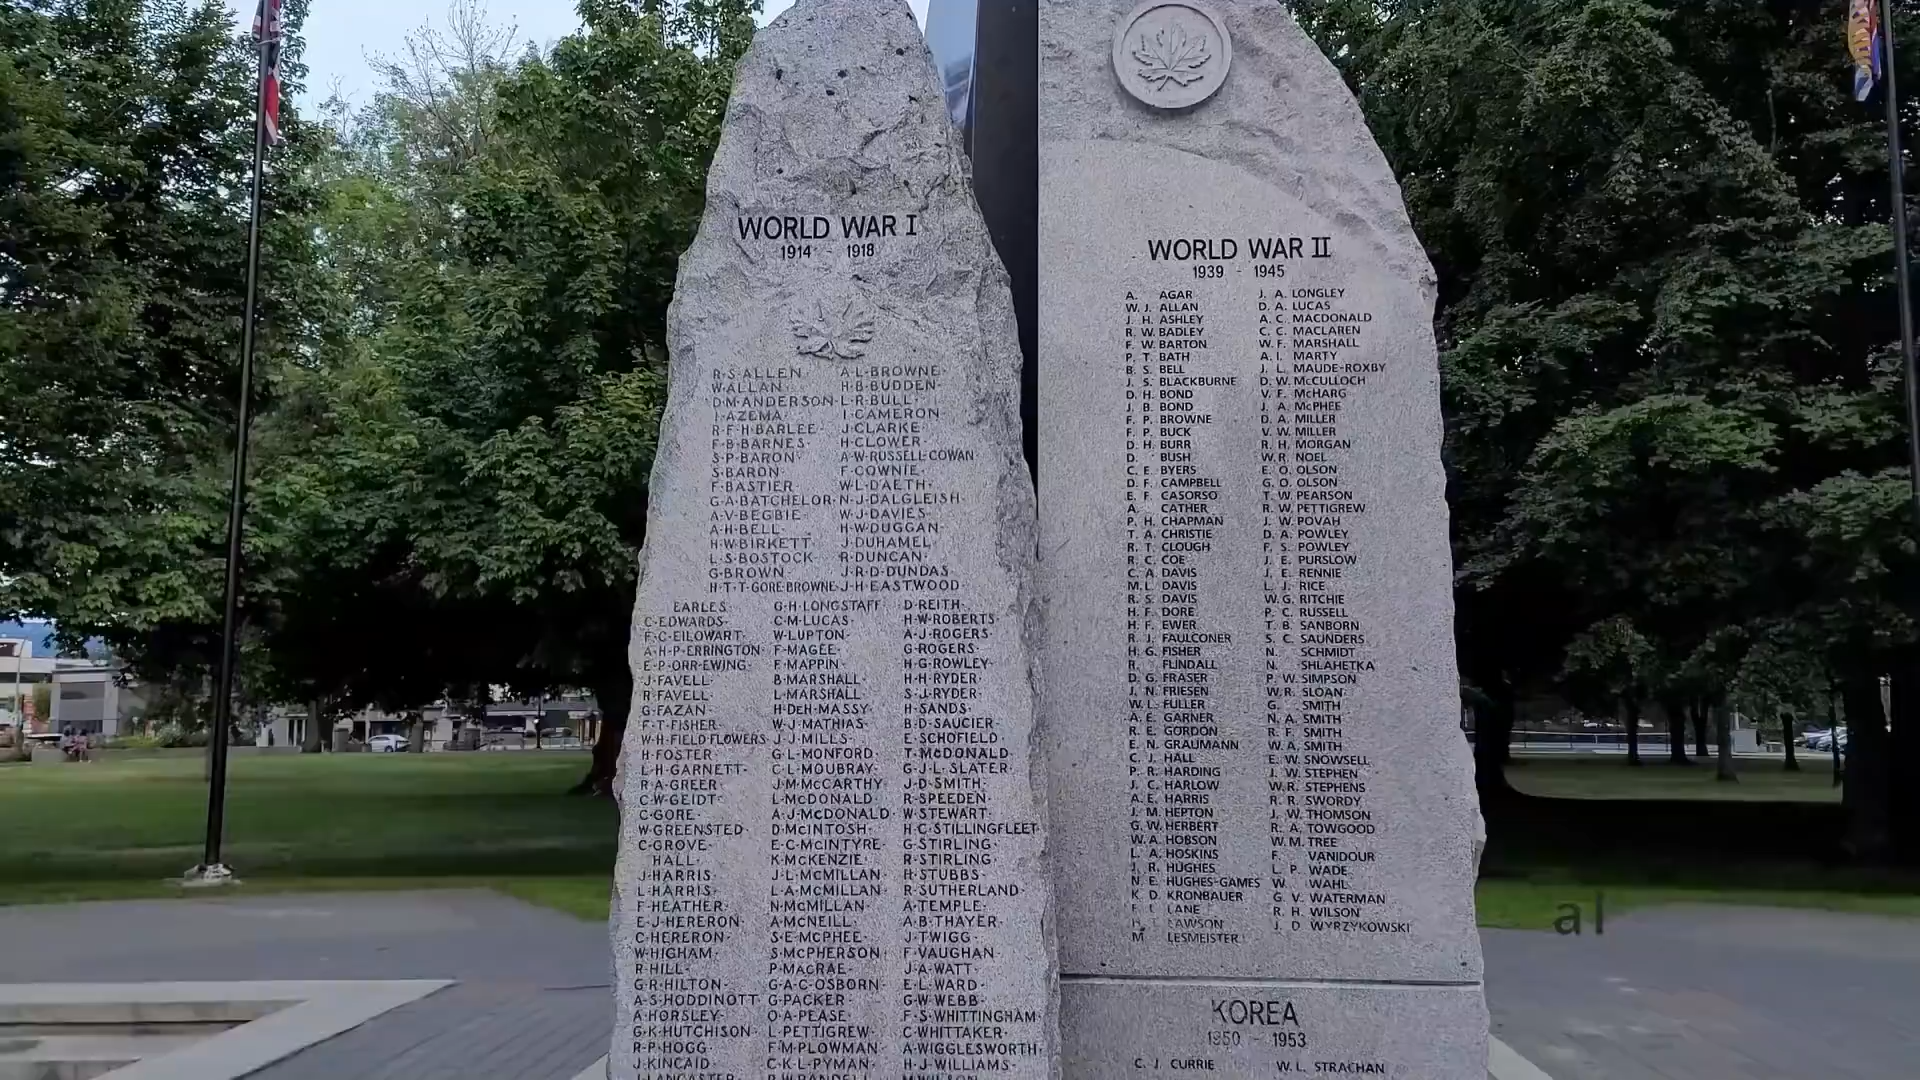 WORLD WAR I
1914 - 1918
R·S·ALLEN· A·L·BROWNE·
W·ALLAN· H·B·BUDDEN·
D·M·ANDERSON· L·R·BULL·
I·AZEMA· I·CAMERON
R·F·H·BARLEE· J·CLARKE·
F·B·BARNES· H·CLOWER·
S·P·BARON· A·W·RUSSELL-COWAN
S·BARON· F·COWNIE·
F·BASTIER· W·L·DAETH·
G·A·BATCHELOR· N·J·DALGLEISH·
A·V·BEGBIE· W·J·DAVIES·
A·H·BELL· H·W·DUGGAN·
H·W·BIRKETT· J·DUHAMEL·
L·S·BOSTOCK· R·DUNCAN·
G·BROWN· J·R·D·DUNDAS·
H·T·T·GORE·BROWNE· J·H·EASTWOOD·
EARLES· G·H·LONGSTAFF· D·REITH·
C·EDWARDS· C·M·LUCAS· H·W·ROBERTS·
F·C·EILOWART· W·LUPTON· A·J·ROGERS·
A·H·P·ERRINGTON· F·MAGEE· G·ROGERS·
E·P·ORR·EWING· F·MAPPIN· H·G·ROWLEY·
J·FAVELL· B·MARSHALL· H·H·RYDER·
R·FAVELL· L·MARSHALL· S·J·RYDER·
G·FAZAN· H·DEH·MASSY· H·SANDS·
F·T·FISHER· W·J·MATHIAS· B·D·SAUCIER·
W·H·FIELD·FLOWERS· J·J·MILLS· E·SCHOFIELD·
H·FOSTER· G·L·MONFORD· T·McDONALD·
L·H·GARNETT· C·L·MOUBRAY· G·J·L·SLATER·
R·A·GREER· J·M·McCARTHY· J·D·SMITH·
C·W·GEIDT· L·McDONALD· R·SPEEDEN·
C·GORE· A·J·McDONALD· W·STEWART·
W·GREENSTED· D·McINTOSH· H·C·STILLINGFLEET·
C·GROVE· E·C·McINTYRE· G·STIRLING·
HALL· K·McKENZIE· R·STIRLING·
J·HARRIS· J·L·McMILLAN· H·STUBBS·
L·HARRIS· L·A·McMILLAN· R·SUTHERLAND·
F·HEATHER· N·McMILLAN· A·TEMPLE·
E·J·HERERON· A·McNEILL· A·B·THAYER·
C·HERERON· S·E·McPHEE· J·TWIGG·
W·HIGHAM· S·McPHERSON· F·VAUGHAN·
R·HILL· P·MACRAE· J·A·WATT·
G·R·HILTON· G·A·C·OSBORN· E·L·WARD·
A·S·HODDINOTT· G·PACKER· G·W·WEBB·
A·HORSLEY· O·A·PEASE· F·S·WHITTINGHAM·
G·K·HUTCHISON· L·PETTIGREW· C·WHITTAKER·
R·P·HOGG· F·M·PLOWMAN· A·WIGGLESWORTH·
J·KINCAID· C·K·L·PYMAN· H·J·WILLIAMS·
J·LANCASTER· R·W·RANDELL· M·WILSON·
WORLD WAR II
1939 - 1945
A. AGAR J. A. LONGLEY
W. J. ALLAN D. A. LUCAS
J. H. ASHLEY A. C. MACDONALD
R. W. BADLEY C. C. MACLAREN
F. W. BARTON W. F. MARSHALL
P. T. BATH A. I. MARTY
B. S. BELL J. L. MAUDE-ROXBY
J. S. BLACKBURNE D. W. McCULLOCH
D. H. BOND V. F. McHARG
J. B. BOND J. A. McPHEE
F. P. BROWNE D. A. MILLER
F. P. BUCK V. W. MILLER
D. H. BURR R. H. MORGAN
D. BUSH W. R. NOEL
C. E. BYERS E. O. OLSON
D. F. CAMPBELL G. O. OLSON
E. F. CASORSO T. W. PEARSON
A. CATHER R. W. PETTIGREW
P. H. CHAPMAN J. W. POVAH
T. A. CHRISTIE D. A. POWLEY
R. T. CLOUGH F. S. POWLEY
R. C. COE J. E. PURSLOW
C. A. DAVIS J. E. RENNIE
M. L. DAVIS L. J. RICE
R. S. DAVIS W. G. RITCHIE
H. F. DORE P. C. RUSSELL
H. F. EWER T. B. SANBORN
R. J. FAULCONER S. C. SAUNDERS
H. G. FISHER N. SCHMIDT
R. FLINDALL N. SHLAHETKA
D. G. FRASER P. W. SIMPSON
J. N. FRIESEN W. R. SLOAN
W. L. FULLER G. SMITH
A. E. GARNER N. A. SMITH
R. E. GORDON R. F. SMITH
E. N. GRAUMANN W. A. SMITH
C. J. HALL E. W. SNOWSELL
P. R. HARDING J. W. STEPHEN
J. C. HARLOW W. R. STEPHENS
A. E. HARRIS R. R. SWORDY
J. M. HEPTON J. W. THOMSON
G. W. HERBERT R. A. TOWGOOD
W. A. HOBSON W. M. TREE
L. A. HOSKINS F. VANIDOUR
J. R. HUGHES L. P. WADE
N. E. HUGHES-GAMES W. WAHL
K. D. KRONBAUER G. V. WATERMAN
LANE R. H. WILSON
LAWSON J. D. WYRZYKOWSKI
M LESMEISTER
KOREA
1950 - 1953
C. J. CURRIE W. L. STRACHAN
al